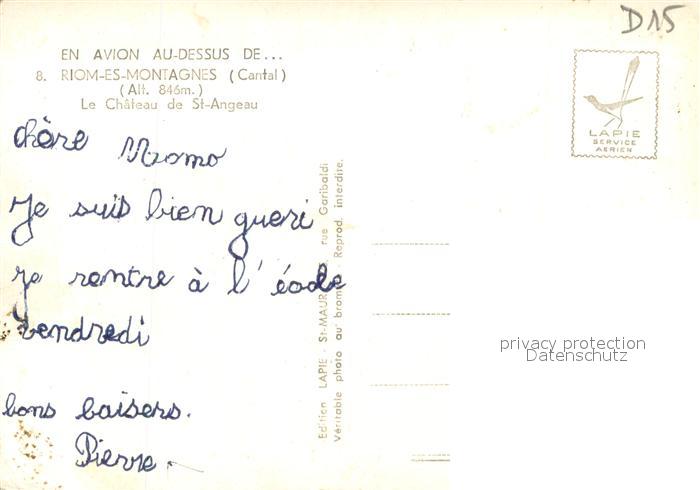 D15
EN AVION AU-DESSUS DE...
8. RIOM-ES-MONTAGNES (Cantal)
(Alt. 846m.)
Le Château de St-Angeau
LAPIE
SERVICE
AERIEN
chère Momo
Je suis bien gueri
je rentre à l'école
vendredi
bons baisers.
Pierre.
Edition LAPIE - St-MAUR rue Garibaldi
Véritable photo au brom - Reprod. interdite.
privacy protection
Datenschutz